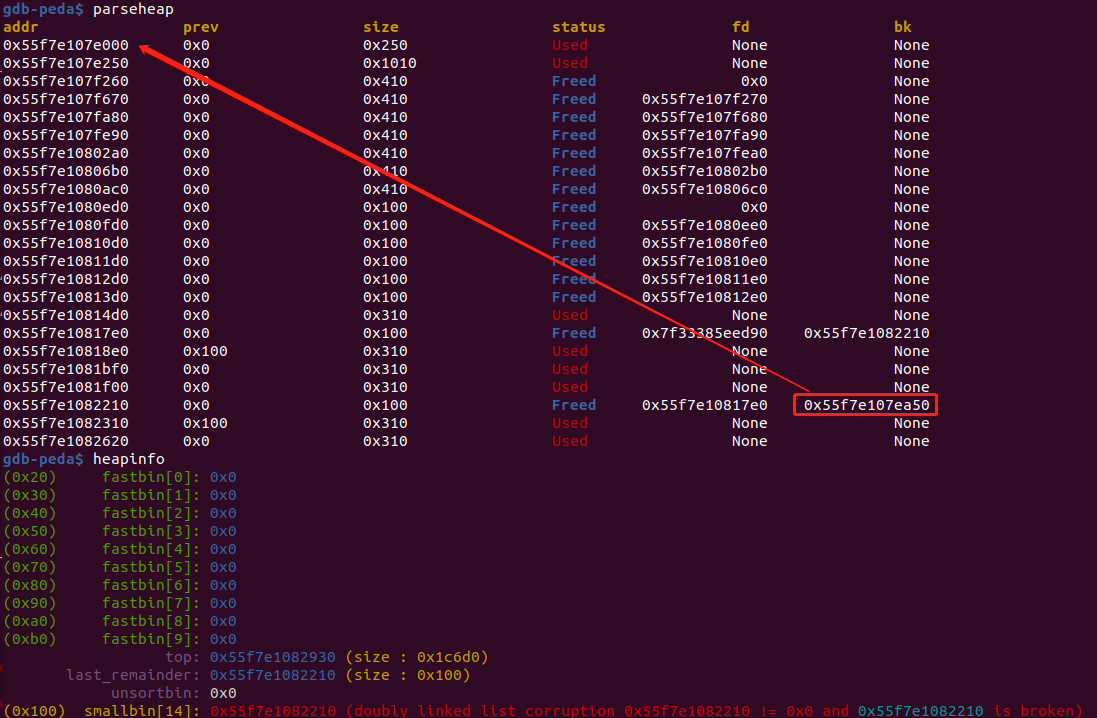 gdb-peda$ parseheap
addr prev size status fd bk
0x55f7e107e000 0x0 0x250 Used None None
0x55f7e107e250 0x0 0x1010 Used None None
0x55f7e107f260 0x0 0x410 Freed 0x0 None
0x55f7e107f670 0x0 0x410 Freed 0x55f7e107f270 None
0x55f7e107fa80 0x0 0x410 Freed 0x55f7e107f680 None
0x55f7e107fe90 0x0 0x410 Freed 0x55f7e107fa90 None
0x55f7e10802a0 0x0 0x410 Freed 0x55f7e107fea0 None
0x55f7e10806b0 0x0 0x410 Freed 0x55f7e10802b0 None
0x55f7e1080ac0 0x0 0x410 Freed 0x55f7e10806c0 None
0x55f7e1080ed0 0x0 0x100 Freed 0x0 None
0x55f7e1080fd0 0x0 0x100 Freed 0x55f7e1080ee0 None
0x55f7e10810d0 0x0 0x100 Freed 0x55f7e1080fe0 None
0x55f7e10811d0 0x0 0x100 Freed 0x55f7e10810e0 None
0x55f7e10812d0 0x0 0x100 Freed 0x55f7e10811e0 None
0x55f7e10813d0 0x0 0x100 Freed 0x55f7e10812e0 None
0x55f7e10814d0 0x0 0x310 Used None None
0x55f7e10817e0 0x0 0x100 Freed 0x7f33385eed90 0x55f7e1082210
0x55f7e10818e0 0x100 0x310 Used None None
0x55f7e1081bf0 0x0 0x310 Used None None
0x55f7e1081f00 0x0 0x310 Used None None
0x55f7e1082210 0x0 0x100 Freed 0x55f7e10817e0 0x55f7e107ea50
0x55f7e1082310 0x100 0x310 Used None None
0x55f7e1082620 0x0 0x310 Used None None
gdb-peda$ heapinfo
(0x20) fastbin[0]: 0x0
(0x30) fastbin[1]: 0x0
(0x40) fastbin[2]: 0x0
(0x50) fastbin[3]: 0x0
(0x60) fastbin[4]: 0x0
(0x70) fastbin[5]: 0x0
(0x80) fastbin[6]: 0x0
(0x90) fastbin[7]: 0x0
(0xa0) fastbin[8]: 0x0
(0xb0) fastbin[9]: 0x0
top: 0x55f7e1082930 (size : 0x1c6d0)
last_remainder: 0x55f7e1082210 (size : 0x100)
unsortbin: 0x0
(0x100) smallbin[14]: 0x55f7e1082210 (doubly linked list corruption 0x55f7e1082210 != 0x0 and 0x55f7e1082210 is broken)